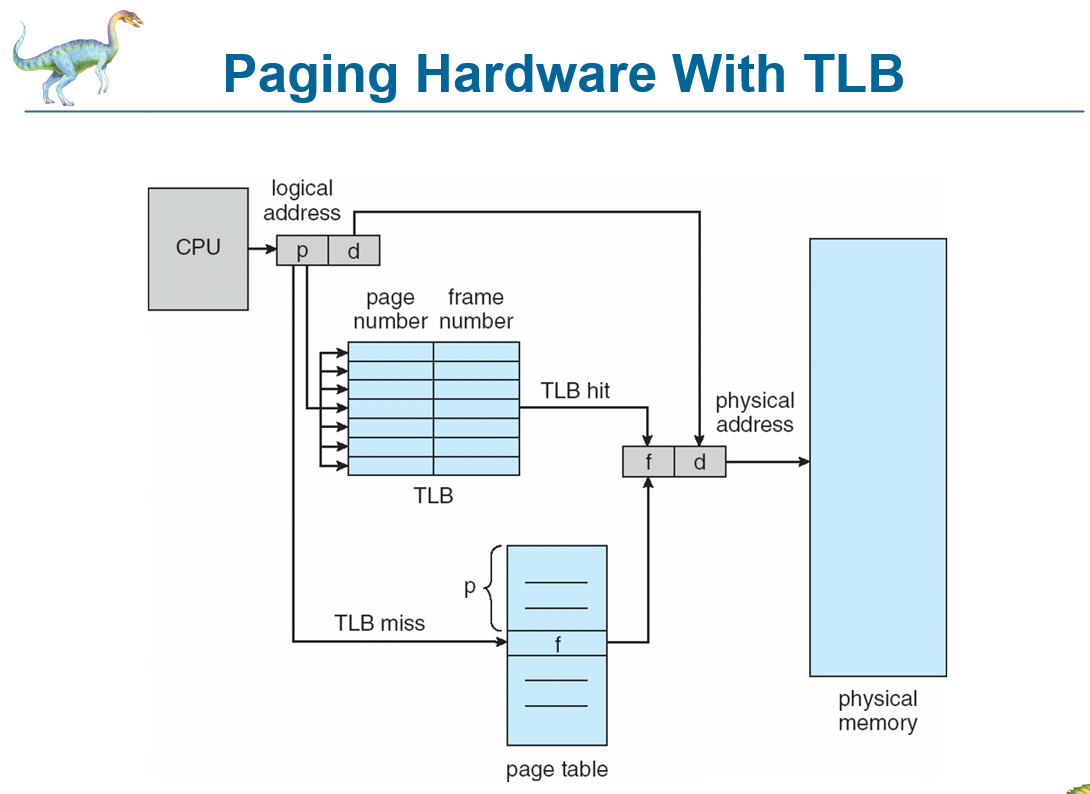 Paging Hardware With TLB
logical
address
CPU
p
d
page
number
frame
number
TLB hit
TLB
physical
address
f
d
p
TLB miss
f
page table
physical
memory